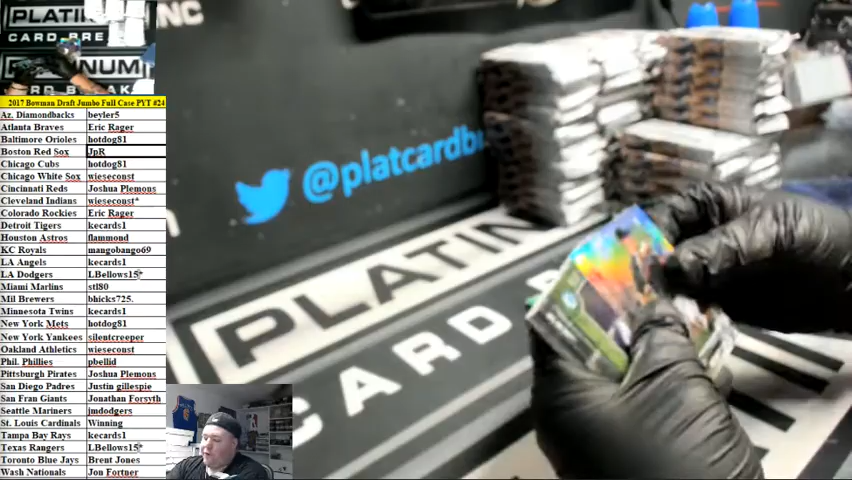 PLATINUM
INC
CARD BRE
PLATINUM
CARD BREAK
2017 Bowman Draft Jumbo Full Case PYT #24
Az. Diamondbacks beyler5
Atlanta Braves Eric Rager
Baltimore Orioles hotdog81
Boston Red Sox JpR
Chicago Cubs hotdog81
Chicago White Sox wieseconst
Cincinnati Reds Joshua Plemons
Cleveland Indians wieseconst*
Colorado Rockies Eric Rager
Detroit Tigers kecards1
Houston Astros flammond
KC Royals mangobango69
LA Angels kecards1
LA Dodgers LBellows15*
Miami Marlins stl80
Mil Brewers bhicks725.
Minnesota Twins kecards1
New York Mets hotdog81
New York Yankees silentcreeper
Oakland Athletics wieseconst
Phil. Phillies pbellid
Pittsburgh Pirates Joshua Plemons
San Diego Padres Justin gillespie
San Fran Giants Jonathan Forsyth
Seattle Mariners jmdodgers
St. Louis Cardinals Winning
Tampa Bay Rays kecards1
Texas Rangers LBellows15*
Toronto Blue Jays Brent Jones
Wash Nationals Jon Fortner
@platcardbr
PLATIN
CARD B